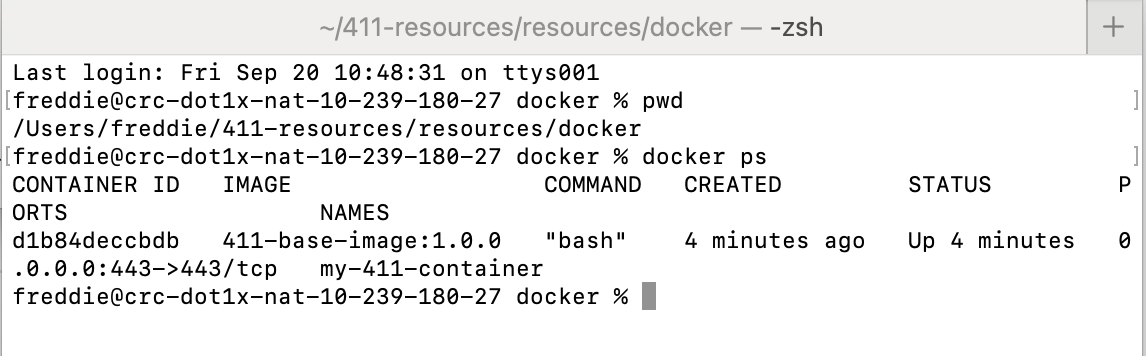 ~/411-resources/resources/docker — -zsh
+
Last login: Fri Sep 20 10:48:31 on ttys001
[freddie@crc-dot1x-nat-10-239-180-27 docker % pwd ]
/Users/freddie/411-resources/resources/docker
[freddie@crc-dot1x-nat-10-239-180-27 docker % docker ps ]
CONTAINER ID   IMAGE                  COMMAND   CREATED         STATUS         P
ORTS                  NAMES
d1b84deccbdb   411-base-image:1.0.0   "bash"    4 minutes ago   Up 4 minutes   0
.0.0.0:443->443/tcp   my-411-container
freddie@crc-dot1x-nat-10-239-180-27 docker %